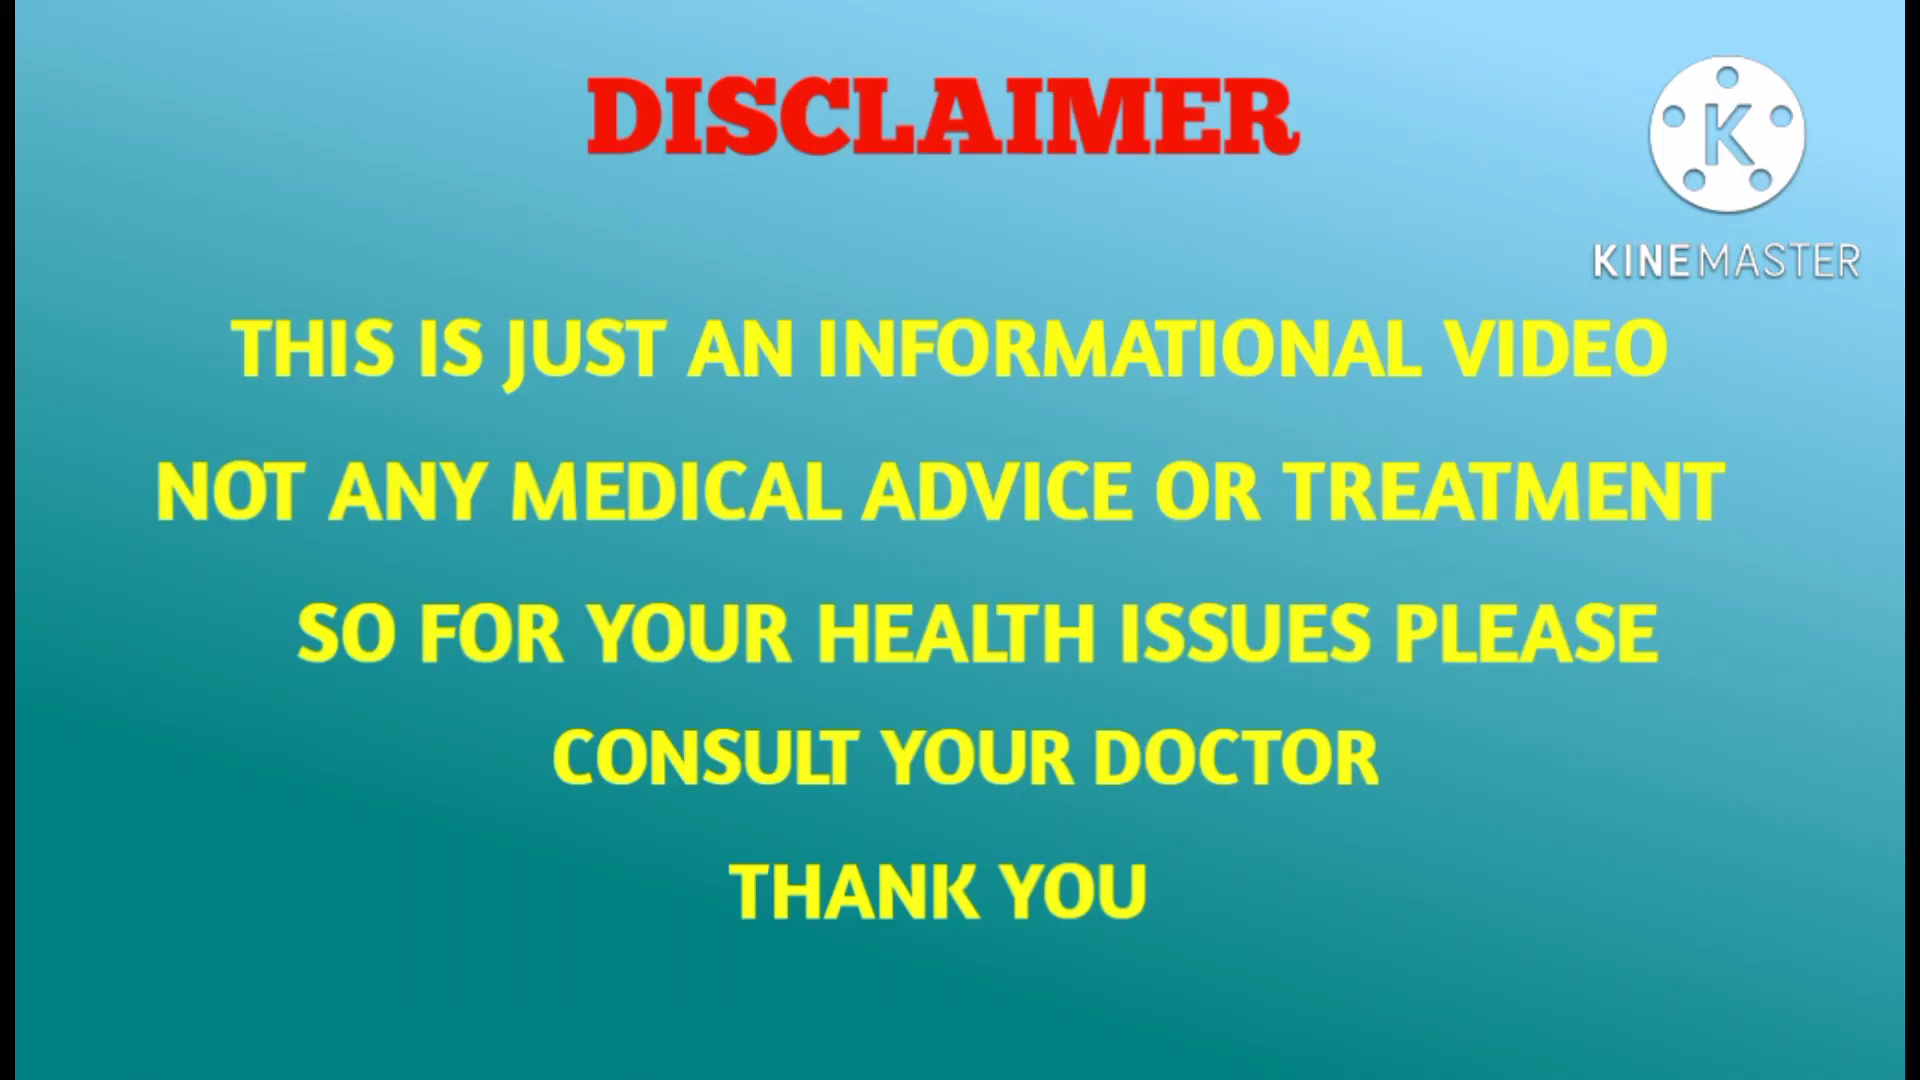 DISCLAIMER
K
KINEMASTER
THIS IS JUST AN INFORMATIONAL VIDEO
NOT ANY MEDICAL ADVICE OR TREATMENT
SO FOR YOUR HEALTH ISSUES PLEASE
CONSULT YOUR DOCTOR
THANK YOU